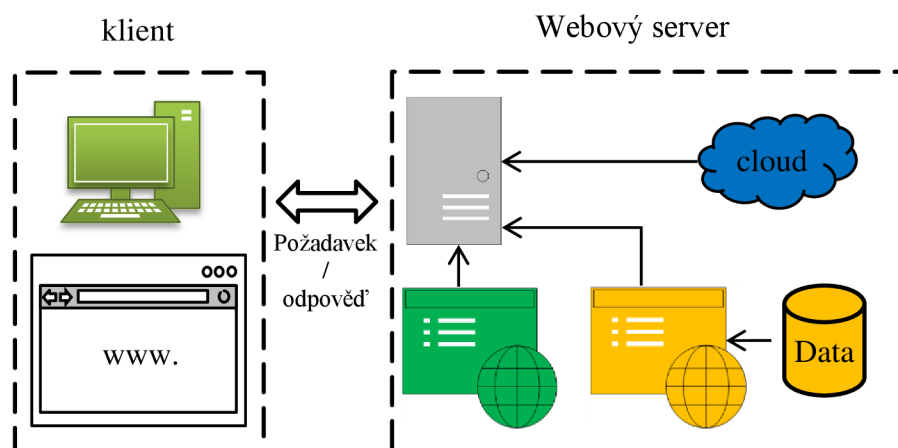 klient
Webový server
cloud
Požadavek
/
odpověď
www.
Data